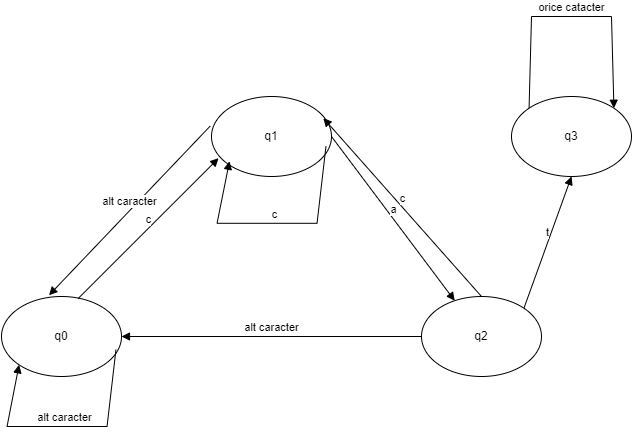 orice catacter
q1
q3
alt caracter
c
c
a
c
t
alt caracter
q0
q2
alt caracter